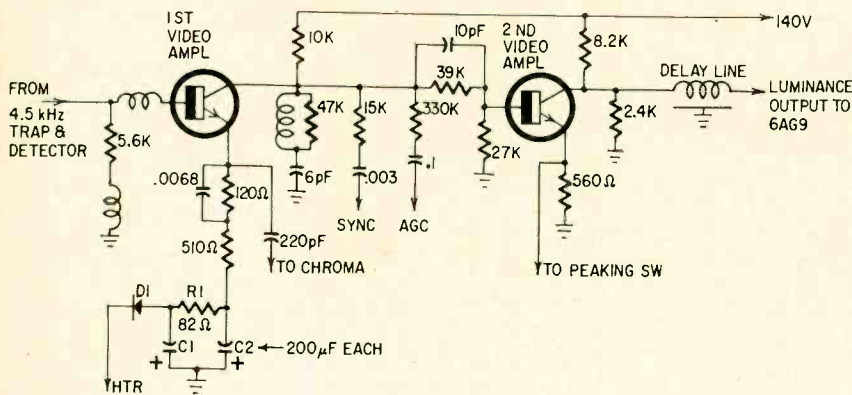 1ST
VIDEO
AMPL
10K
10pF
2 ND
VIDEO
AMPL
140V
8.2K
FROM
4.5 kHz
TRAP &
DETECTOR
39K
DELAY LINE
LUMINANCE
OUTPUT TO
6AG9
5.6K
47K
15K
330K
2.4K
27K
.0068
120Ω
6pF
.003
.1
560Ω
510Ω
220pF
SYNC
AGC
TO CHROMA
TO PEAKING SW
D1
R1
82Ω
C1
C2
200µF EACH
+
+
HTR